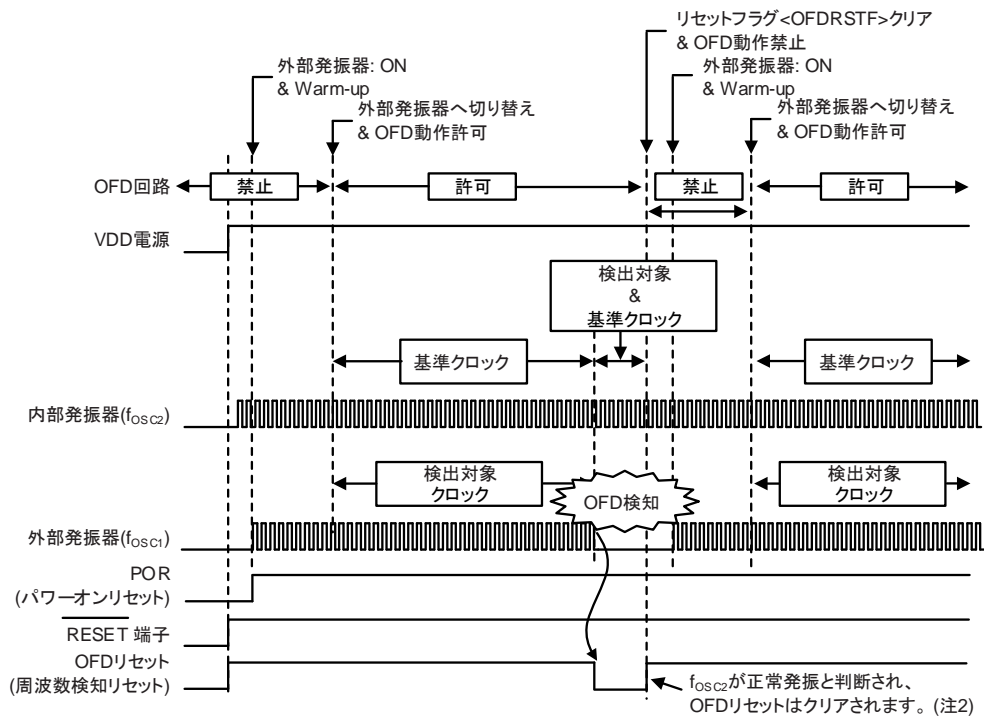 リセットフラグ<OFDRSTF>クリア
& OFD動作禁止
外部発振器: ON
& Warm-up
外部発振器へ切り替え
& OFD動作許可
外部発振器: ON
& Warm-up
外部発振器へ切り替え
& OFD動作許可
OFD回路
禁止
許可
禁止
許可
VDD電源
検出対象
&
基準クロック
基準クロック
基準クロック
内部発振器(fOSC2)
検出対象
クロック
OFD検知
検出対象
クロック
外部発振器(fOSC1)
POR
(パワーオンリセット)
RESET 端子
OFDリセット
(周波数検知リセット)
fOSC2が正常発振と判断され、
OFDリセットはクリアされます。(注2)